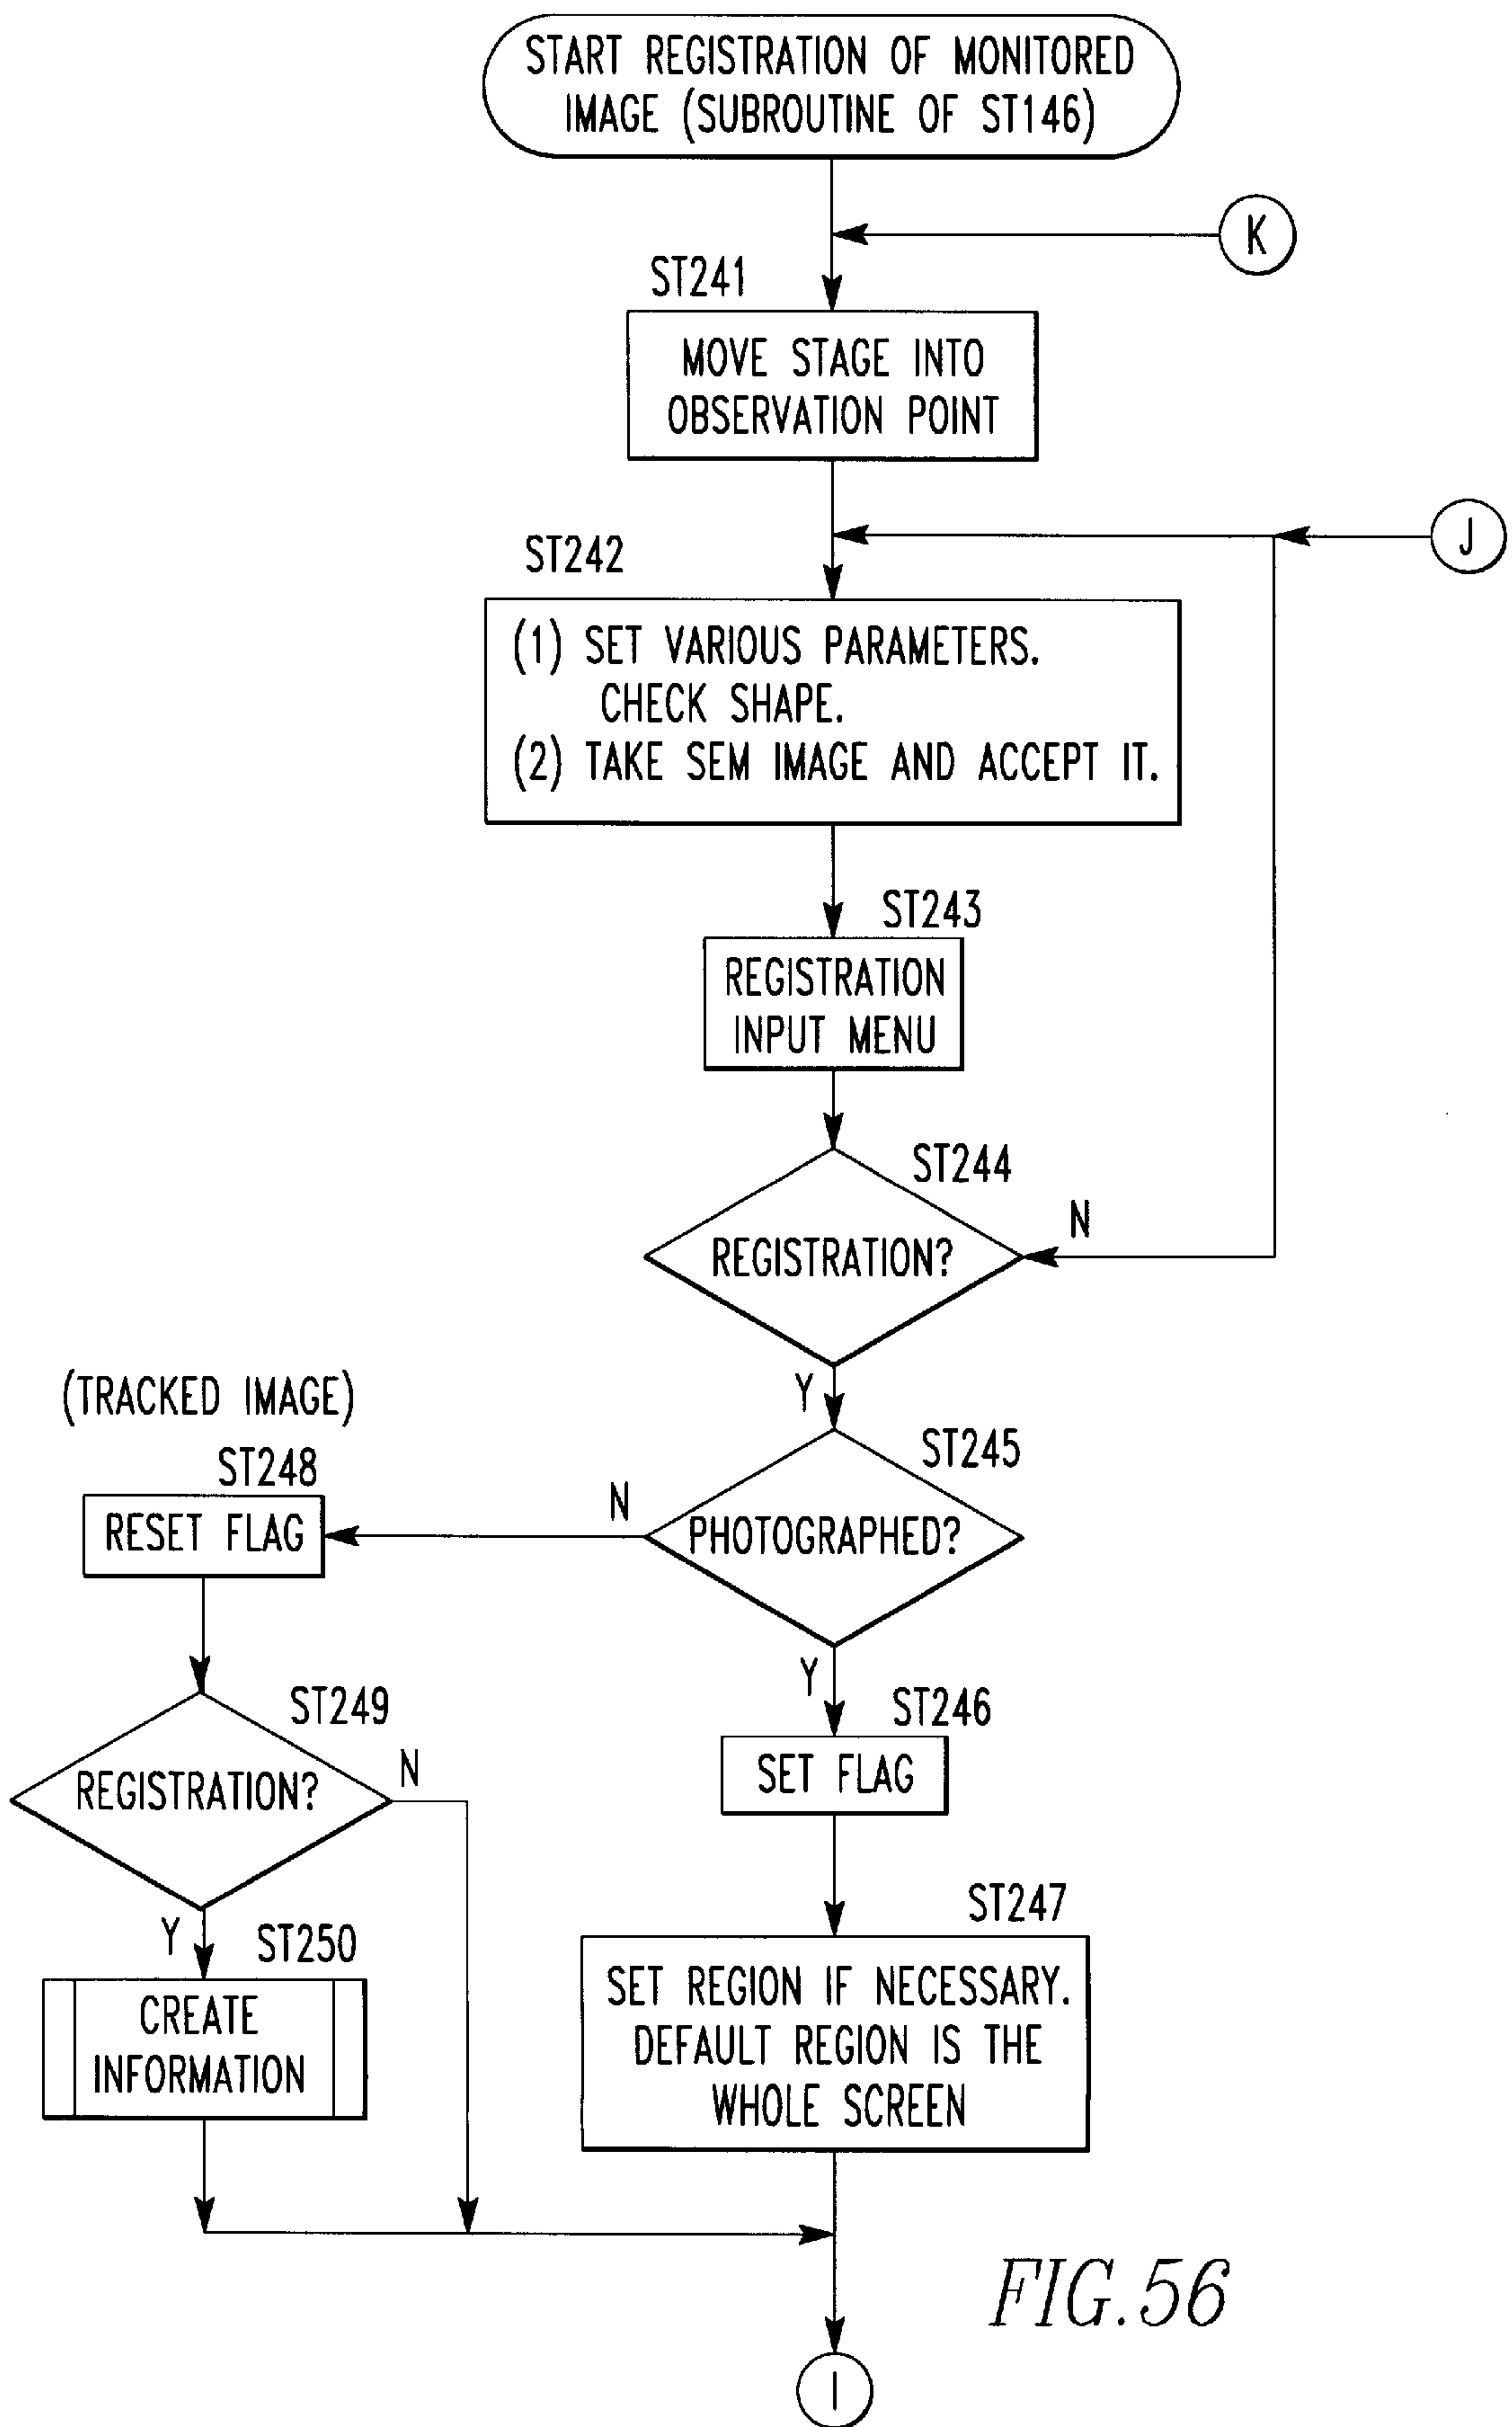 START REGISTRATION OF MONITORED
IMAGE (SUBROUTINE OF ST146)
K
ST241
MOVE STAGE INTO
OBSERVATION POINT
J
ST242
(1) SET VARIOUS PARAMETERS.
CHECK SHAPE.
(2) TAKE SEM IMAGE AND ACCEPT IT.
ST243
REGISTRATION
INPUT MENU
ST244
REGISTRATION?
N
Y
(TRACKED IMAGE)
ST245
PHOTOGRAPHED?
N
ST248
RESET FLAG
Y
ST246
SET FLAG
ST249
REGISTRATION?
N
Y
ST250
CREATE
INFORMATION
ST247
SET REGION IF NECESSARY.
DEFAULT REGION IS THE
WHOLE SCREEN
FIG.56
I